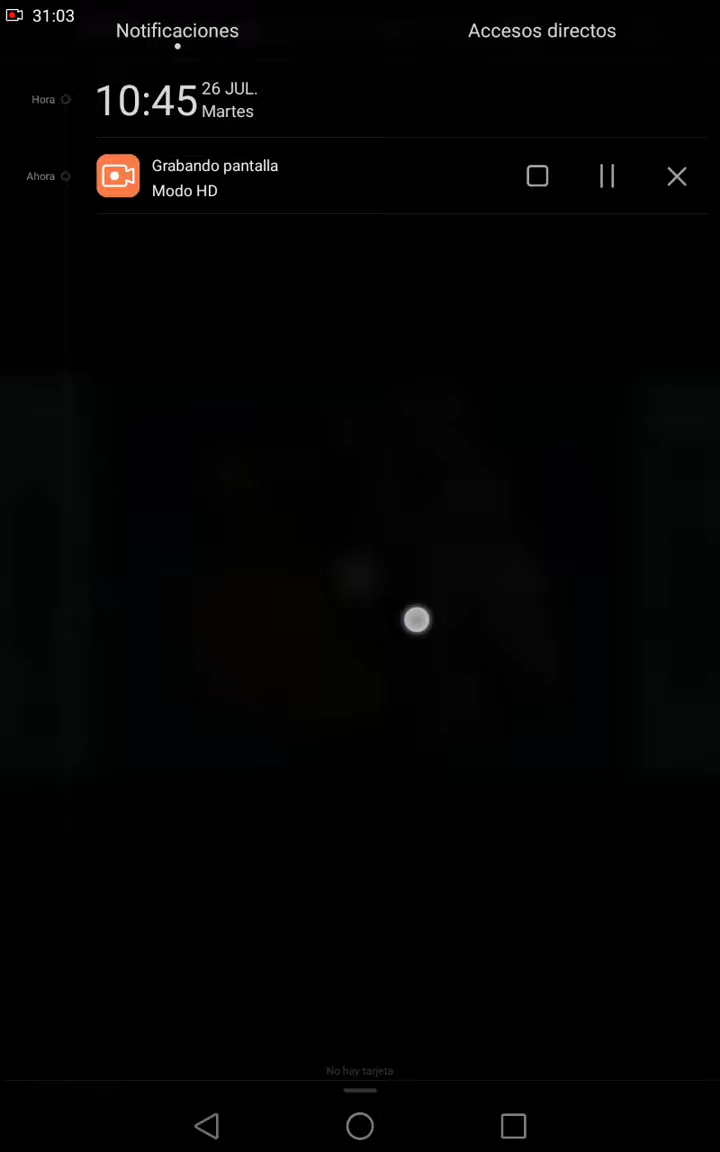 31:03
Notificaciones
Accesos directos
Hora
10:45
26 JUL.
Martes
Ahora
Grabando pantalla
Modo HD
No hay tarjeta